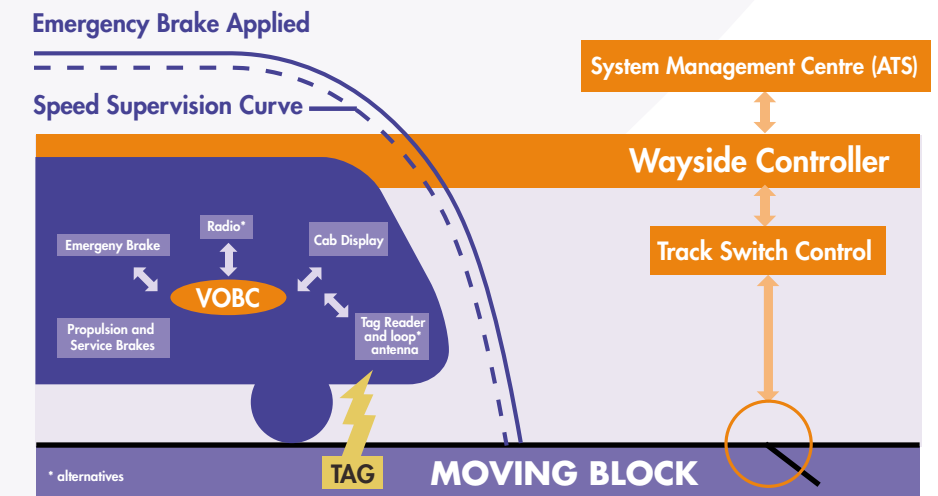 Emergency Brake Applied
System Management Centre (ATS)
Speed Supervision Curve
Wayside Controller
Radio*
Emergeny Brake
Cab Display
Track Switch Control
VOBC
Propulsion and
Service Brakes
Tag Reader
and loop*
antenna
* alternatives
TAG
MOVING BLOCK